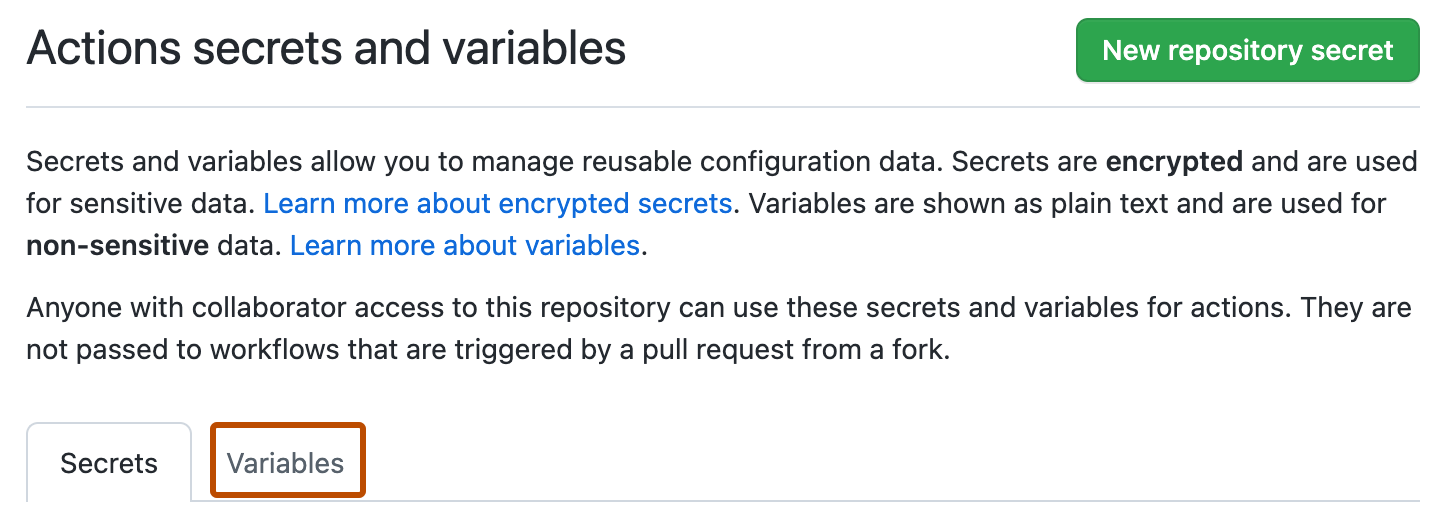 Actions secrets and variables
New repository secret
Secrets and variables allow you to manage reusable configuration data. Secrets are encrypted and are used
for sensitive data. Learn more about encrypted secrets. Variables are shown as plain text and are used for
non-sensitive data. Learn more about variables.
Anyone with collaborator access to this repository can use these secrets and variables for actions. They are
not passed to workflows that are triggered by a pull request from a fork.
Secrets
Variables